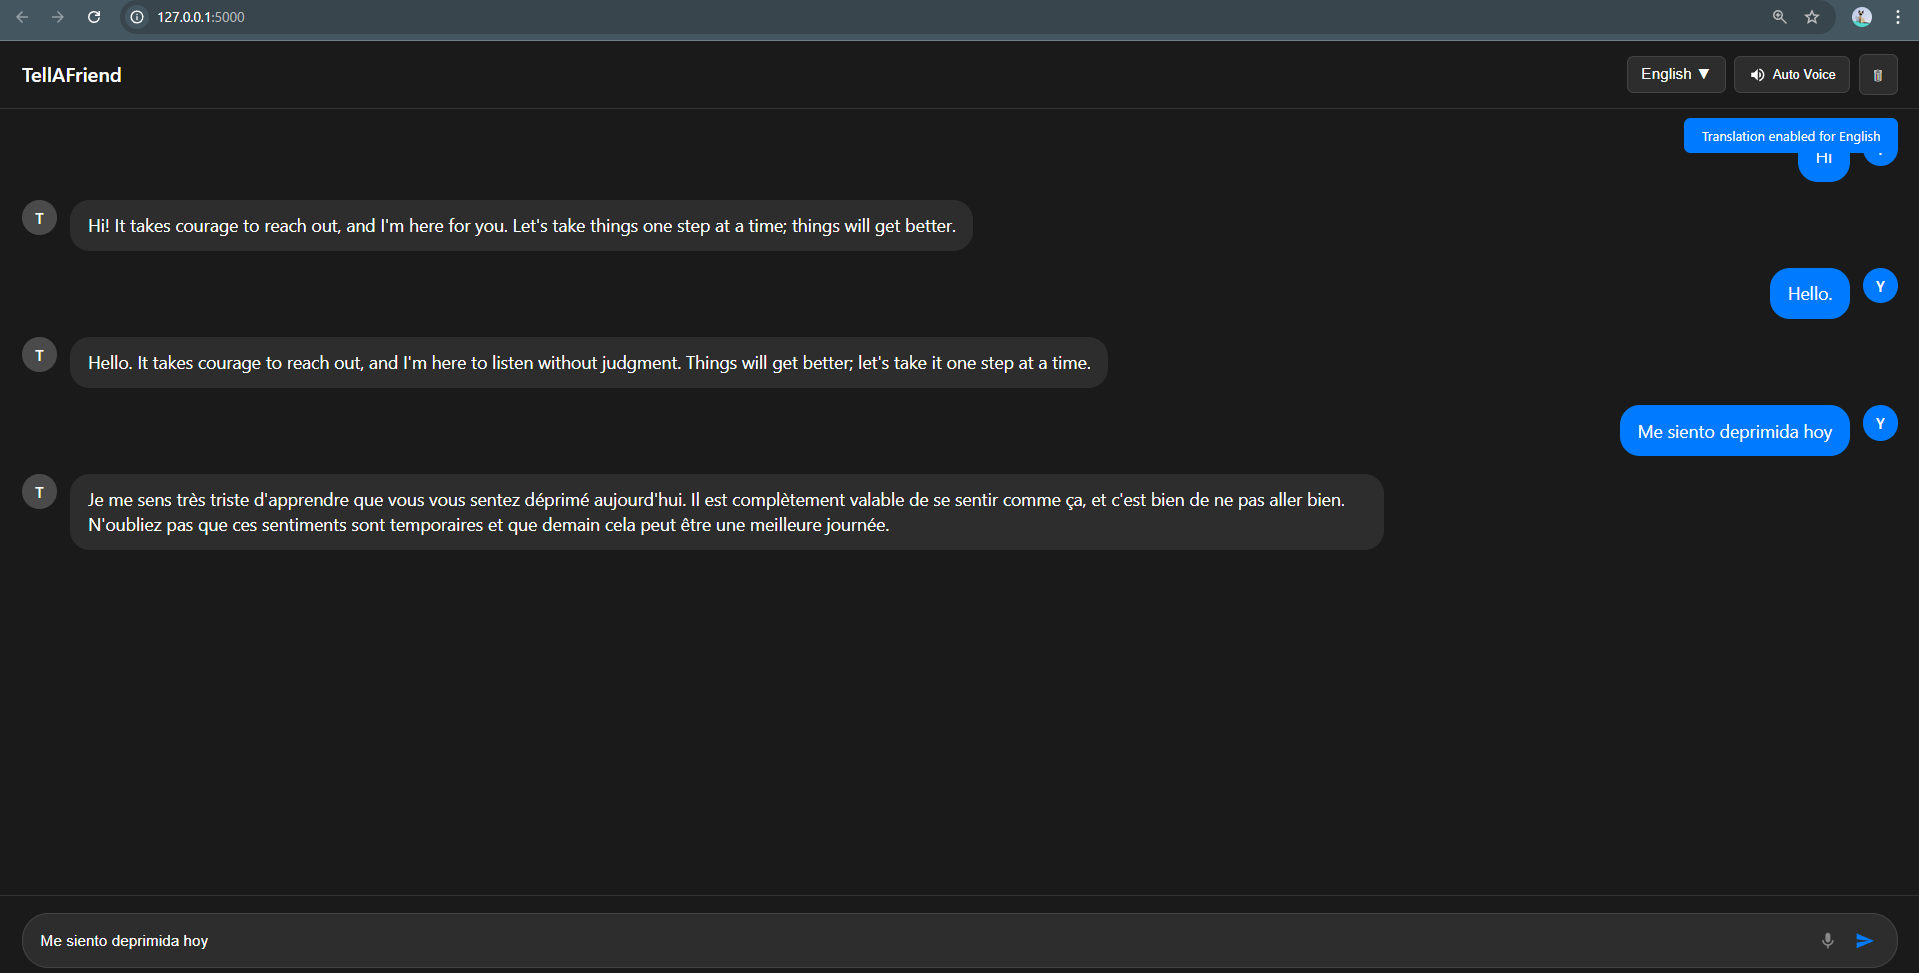 127.0.0.1:5000
TellAFriend
English ▼
Auto Voice
Translation enabled for English
Hi
T
Hi! It takes courage to reach out, and I'm here for you. Let's take things one step at a time; things will get better.
Hello.
Y
T
Hello. It takes courage to reach out, and I'm here to listen without judgment. Things will get better; let's take it one step at a time.
Me siento deprimida hoy
Y
T
Je me sens très triste d'apprendre que vous vous sentez déprimé aujourd'hui. Il est complètement valable de se sentir comme ça, et c'est bien de ne pas aller bien.
N'oubliez pas que ces sentiments sont temporaires et que demain cela peut être une meilleure journée.
Me siento deprimida hoy